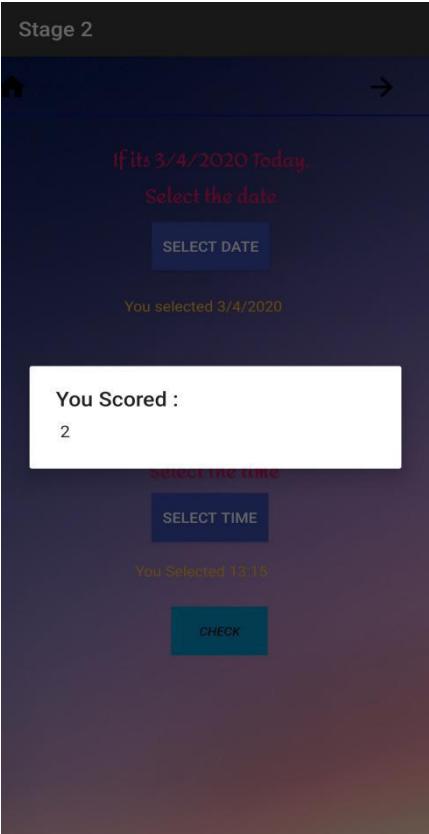 Stage 2
If its 3/4/2020 Today.
Select the date
SELECT DATE
You selected 3/4/2020
You Scored :
2
Select the time
SELECT TIME
You Selected 13:15
CHECK